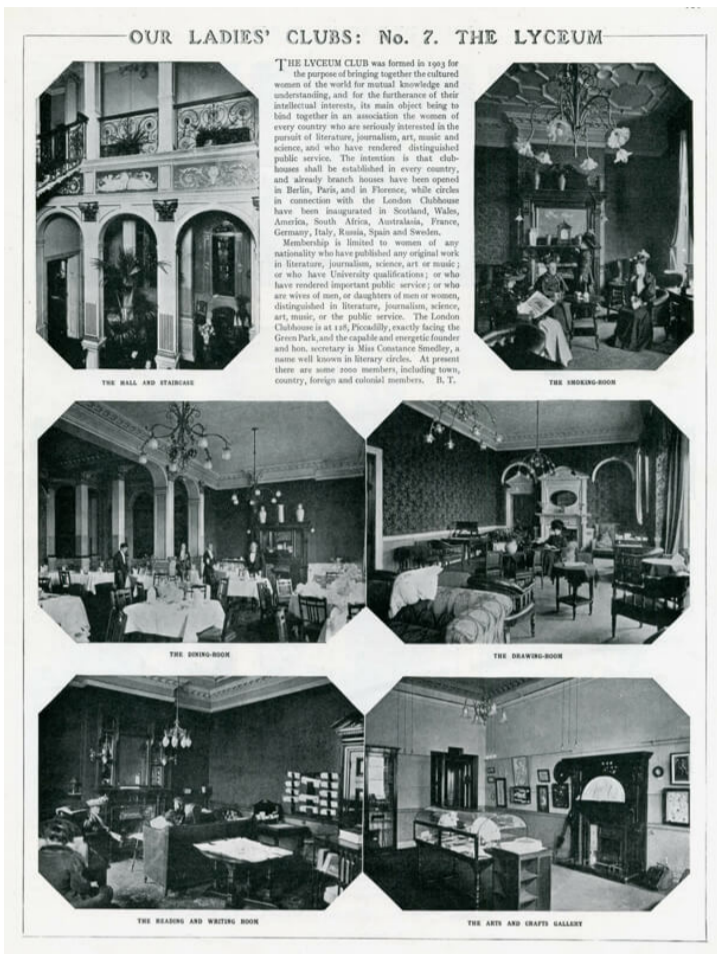 OUR LADIES' CLUBS: No. 7. THE LYCEUM
THE LYCEUM CLUB was formed in 1903 for
the purpose of bringing together the cultured
women of the world for mutual knowledge and
understanding, and for the furtherance of their
intellectual interests, its main object being to
bind together in an association the women of
every country who are seriously interested in the
pursuit of literature, journalism, art, music and
science, and who have rendered distinguished
public service. The intention is that club-
houses shall be established in every country,
and already branch houses have been opened
in Berlin, Paris, and in Florence, while circles
in connection with the London Clubhouse
have been inaugurated in Scotland, Wales,
America, South Africa, Australasia, France,
Germany, Italy, Russia, Spain and Sweden.
Membership is limited to women of any
nationality who have published any original work
in literature, journalism, science, art or music;
or who have University qualifications; or who
have rendered important public service; or who
are wives of men, or daughters of men or women,
distinguished in literature, journalism, science,
art, music, or the public service. The London
Clubhouse is at 128, Piccadilly, exactly facing the
Green Park, and the capable and energetic founder
and hon. secretary is Miss Constance Smedley, a
name well known in literary circles. At present
there are some 2000 members, including town,
country, foreign and colonial members. B. T.
THE HALL AND STAIRCASE
THE SMOKING-ROOM
THE DINING-ROOM
THE DRAWING-ROOM
THE READING AND WRITING ROOM
THE ARTS AND CRAFTS GALLERY